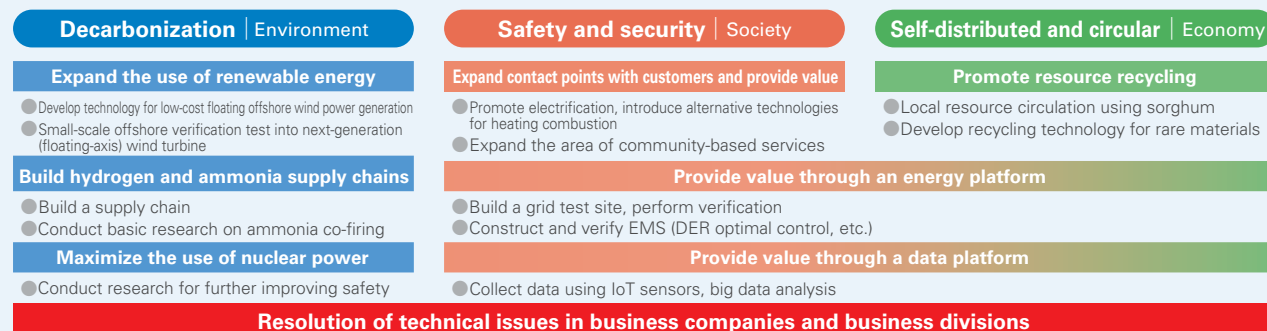 Decarbonization | Environment
Expand the use of renewable energy
●Develop technology for low-cost floating offshore wind power generation
●Small-scale offshore verification test into next-generation
(floating-axis) wind turbine
Build hydrogen and ammonia supply chains
●Build a supply chain
●Conduct basic research on ammonia co-firing
Maximize the use of nuclear power
●Conduct research for further improving safety
Safety and security | Society
Expand contact points with customers and provide value
●Promote electrification, introduce alternative technologies
for heating combustion
●Expand the area of community-based services
Self-distributed and circular | Economy
Promote resource recycling
●Local resource circulation using sorghum
●Develop recycling technology for rare materials
Provide value through an energy platform
●Build a grid test site, perform verification
●Construct and verify EMS (DER optimal control, etc.)
Provide value through a data platform
●Collect data using IoT sensors, big data analysis
Resolution of technical issues in business companies and business divisions